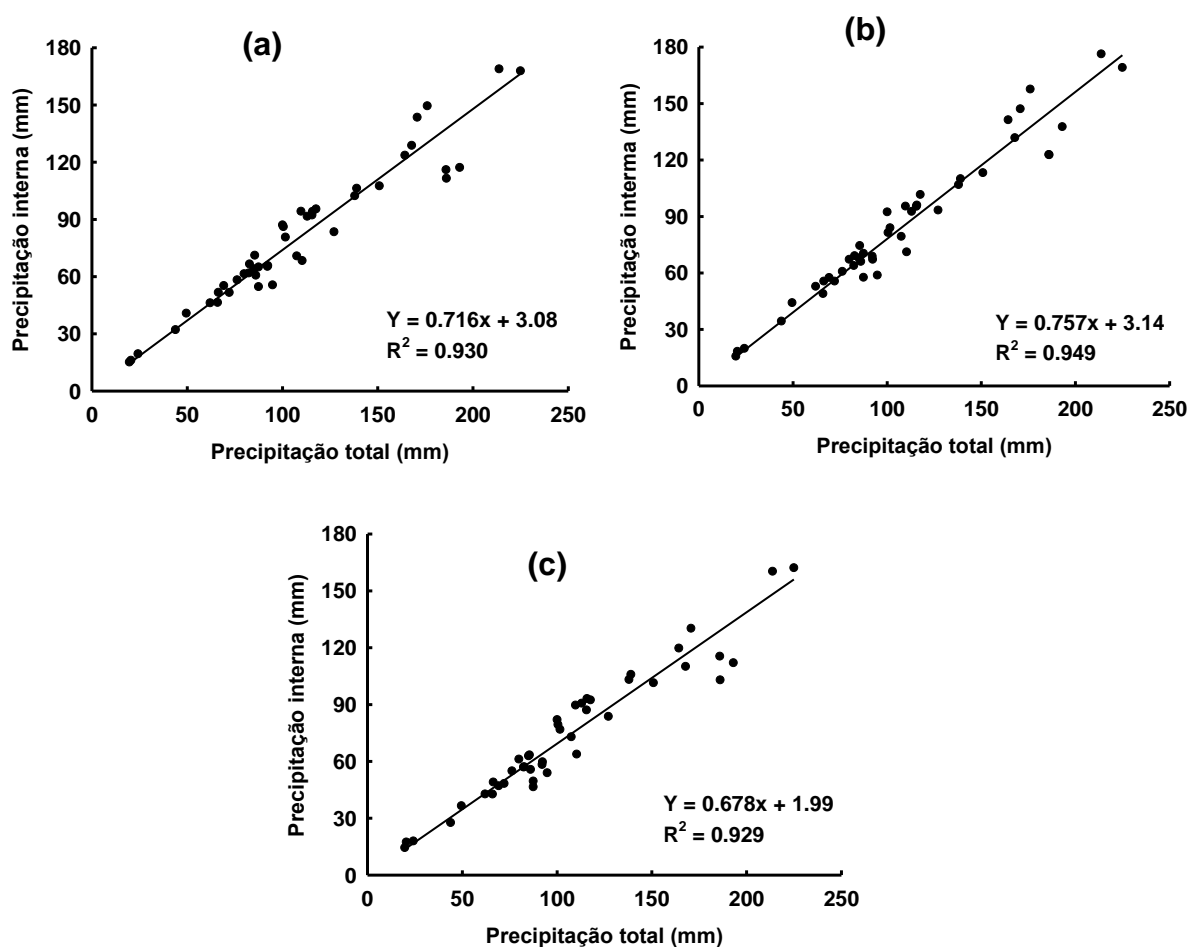 (a)
Precipitação interna (mm)
180
150
120
90
60
30
0
Y = 0.716x + 3.08
R² = 0.930
0 50 100 150 200 250
Precipitação total (mm)
(b)
Precipitação interma (mm)
180
150
120
90
60
30
0
Y = 0.757x + 3.14
R² = 0.949
0 50 100 150 200 250
Precipitação total (mm)
(c)
Precipitação interna (mm)
180
150
120
90
60
30
0
Y = 0.678x + 1.99
R² = 0.929
0 50 100 150 200 250
Precipitação total (mm)